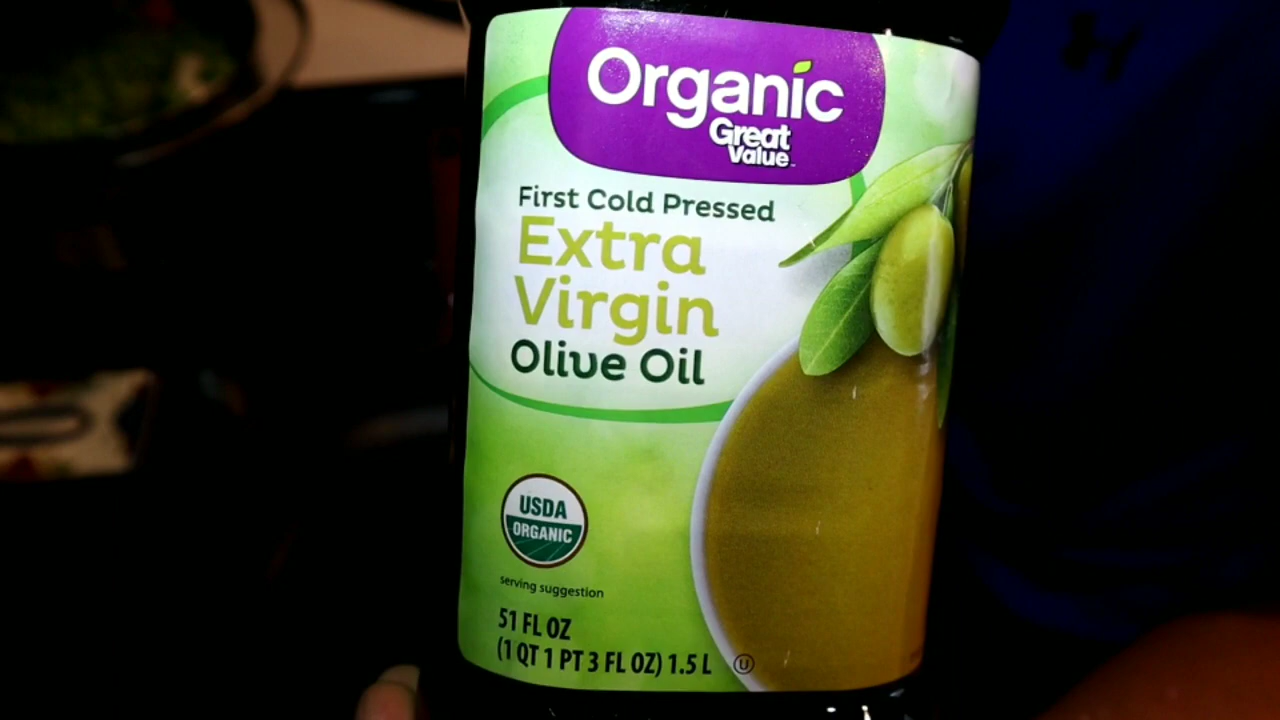 Organic
Great
Value™
First Cold Pressed
Extra
Virgin
Olive Oil
USDA
ORGANIC
serving suggestion
51 FL OZ
(1 QT 1 PT 3 FL OZ) 1.5 L Ⓤ